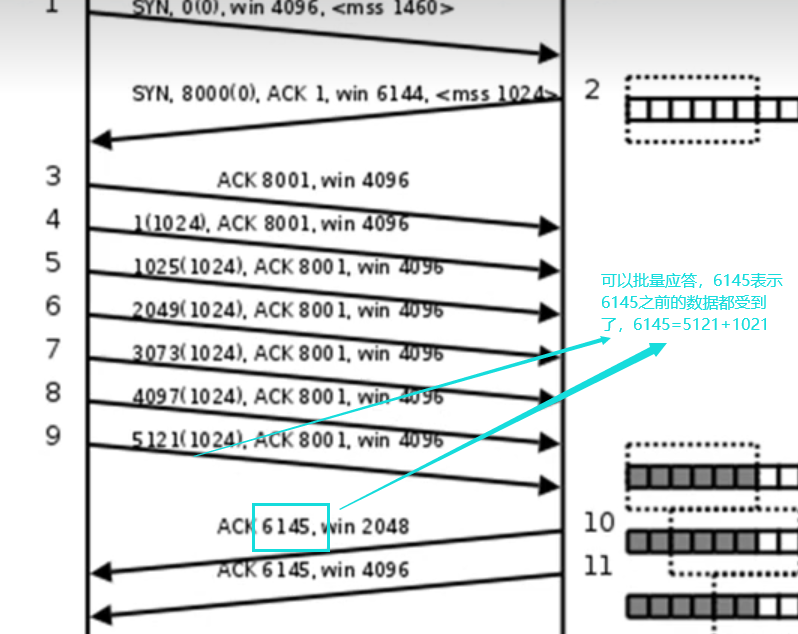 1
SYN, 0(0), win 4096, <mss 1460>
SYN, 8000(0), ACK 1, win 6144, <mss 1024>
2
3
ACK 8001, win 4096
4
1(1024), ACK 8001, win 4096
5
1025(1024), ACK 8001, win 4096
6
2049(1024), ACK 8001, win 4096
7
3073(1024), ACK 8001, win 4096
8
4097(1024), ACK 8001, win 4096
9
5121(1024), ACK 8001, win 4096
可以批量应答，6145表示
6145之前的数据都受到
了，6145=5121+1021
10
ACK 6145, win 2048
11
ACK 6145, win 4096